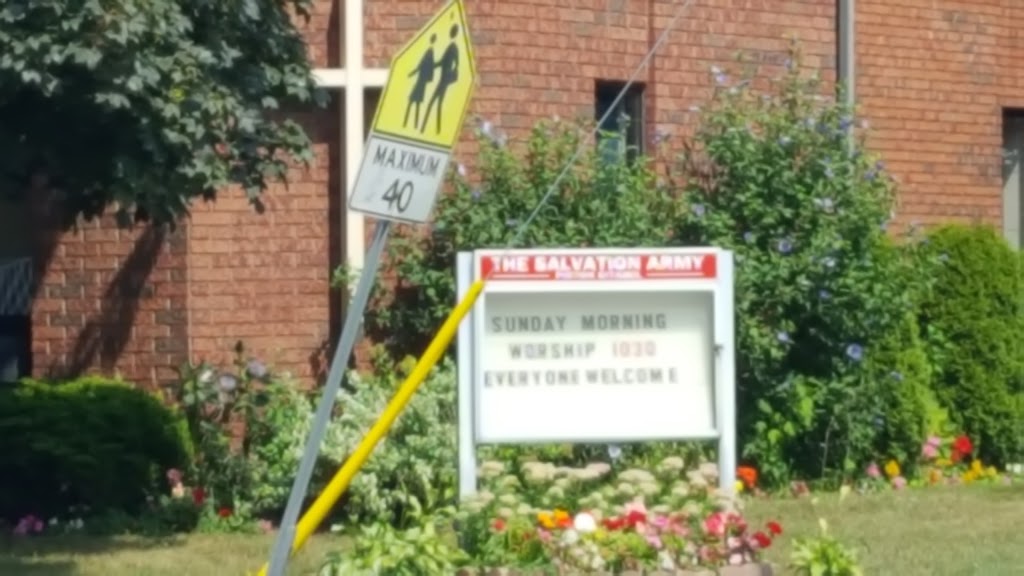 MAXIMUM
40
THE SALVATION ARMY
SUNDAY MORNING
WORSHIP 1030
EVERYONE WELCOME